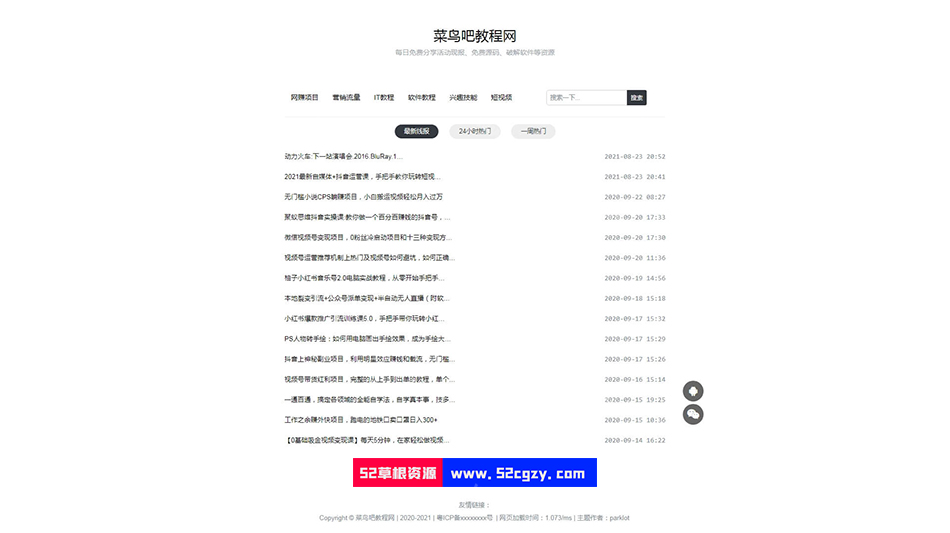 菜鸟吧教程网
每日免费分享活动线报、免费源码、破解软件等资源
网赚项目 营销流量 IT教程 软件教程 兴趣技能 短视频 搜索一下... 搜索
最新线报 24小时热门 一周热门
动力火车:下一站演唱会.2016.BluRay.1... 2021-08-23 20:52
2021最新自媒体+抖音运营课，手把手教你玩转短视... 2021-08-23 20:41
无门槛小说CPS躺赚项目，小白搬运视频轻松月入过万 2020-09-22 08:27
聚蚁思维抖音实操课:教你做一个百分百赚钱的抖音号，... 2020-09-20 17:33
微信视频号变现项目，0粉丝冷启动项目和十三种变现方... 2020-09-20 17:30
视频号运营推荐机制上热门及视频号如何避坑，如何正确... 2020-09-20 11:36
柚子小红书音乐号2.0电脑实战教程，从零开始手把手... 2020-09-19 14:56
本地裂变引流+公众号派单变现+半自动无人直播（附软... 2020-09-18 15:18
小红书爆款推广引流训练课5.0，手把手带你玩转小红... 2020-09-17 15:32
PS人物转手绘：如何用电脑画出手绘效果，成为手绘大... 2020-09-17 15:29
抖音上神秘副业项目，利用明星效应赚钱和截流，无门槛... 2020-09-17 15:26
视频号带货红利项目，完整的从上手到出单的教程，单个... 2020-09-16 15:14
一通百通，搞定各领域的全能自学法，自学真本事，技多... 2020-09-15 19:25
工作之余赚外快项目，跑电的地铁口卖口罩日入300+ 2020-09-15 10:36
【0基础吸金视频变现课】每天5分钟，在家轻松做视频... 2020-09-14 16:22
52草根资源 www.52cgzy.com
友情链接：
Copyright © 菜鸟吧教程网 | 2020-2021 | 粤ICP备xxxxxxxx号 | 网页加载时间：1.073/ms | 主题作者：parklot